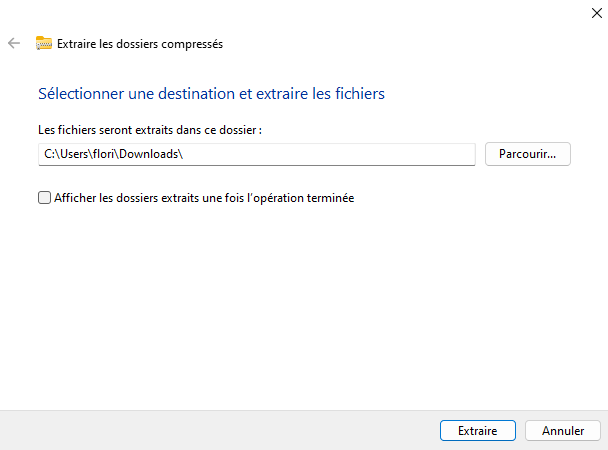 Extraire les dossiers compressés
Sélectionner une destination et extraire les fichiers
Les fichiers seront extraits dans ce dossier :
C:\Users\flori\Downloads\
Parcourir...
Afficher les dossiers extraits une fois l’opération terminée
Extraire
Annuler